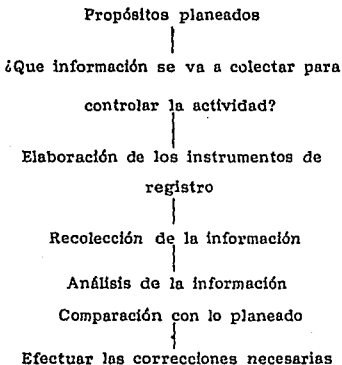 Propósitos planeados
¿Que información se va a colectar para
controlar la actividad?
Elaboración de los instrumentos de
registro
Recolección de la información
Análisis de la información
Comparación con lo planeado
Efectuar las correcciones necesarias